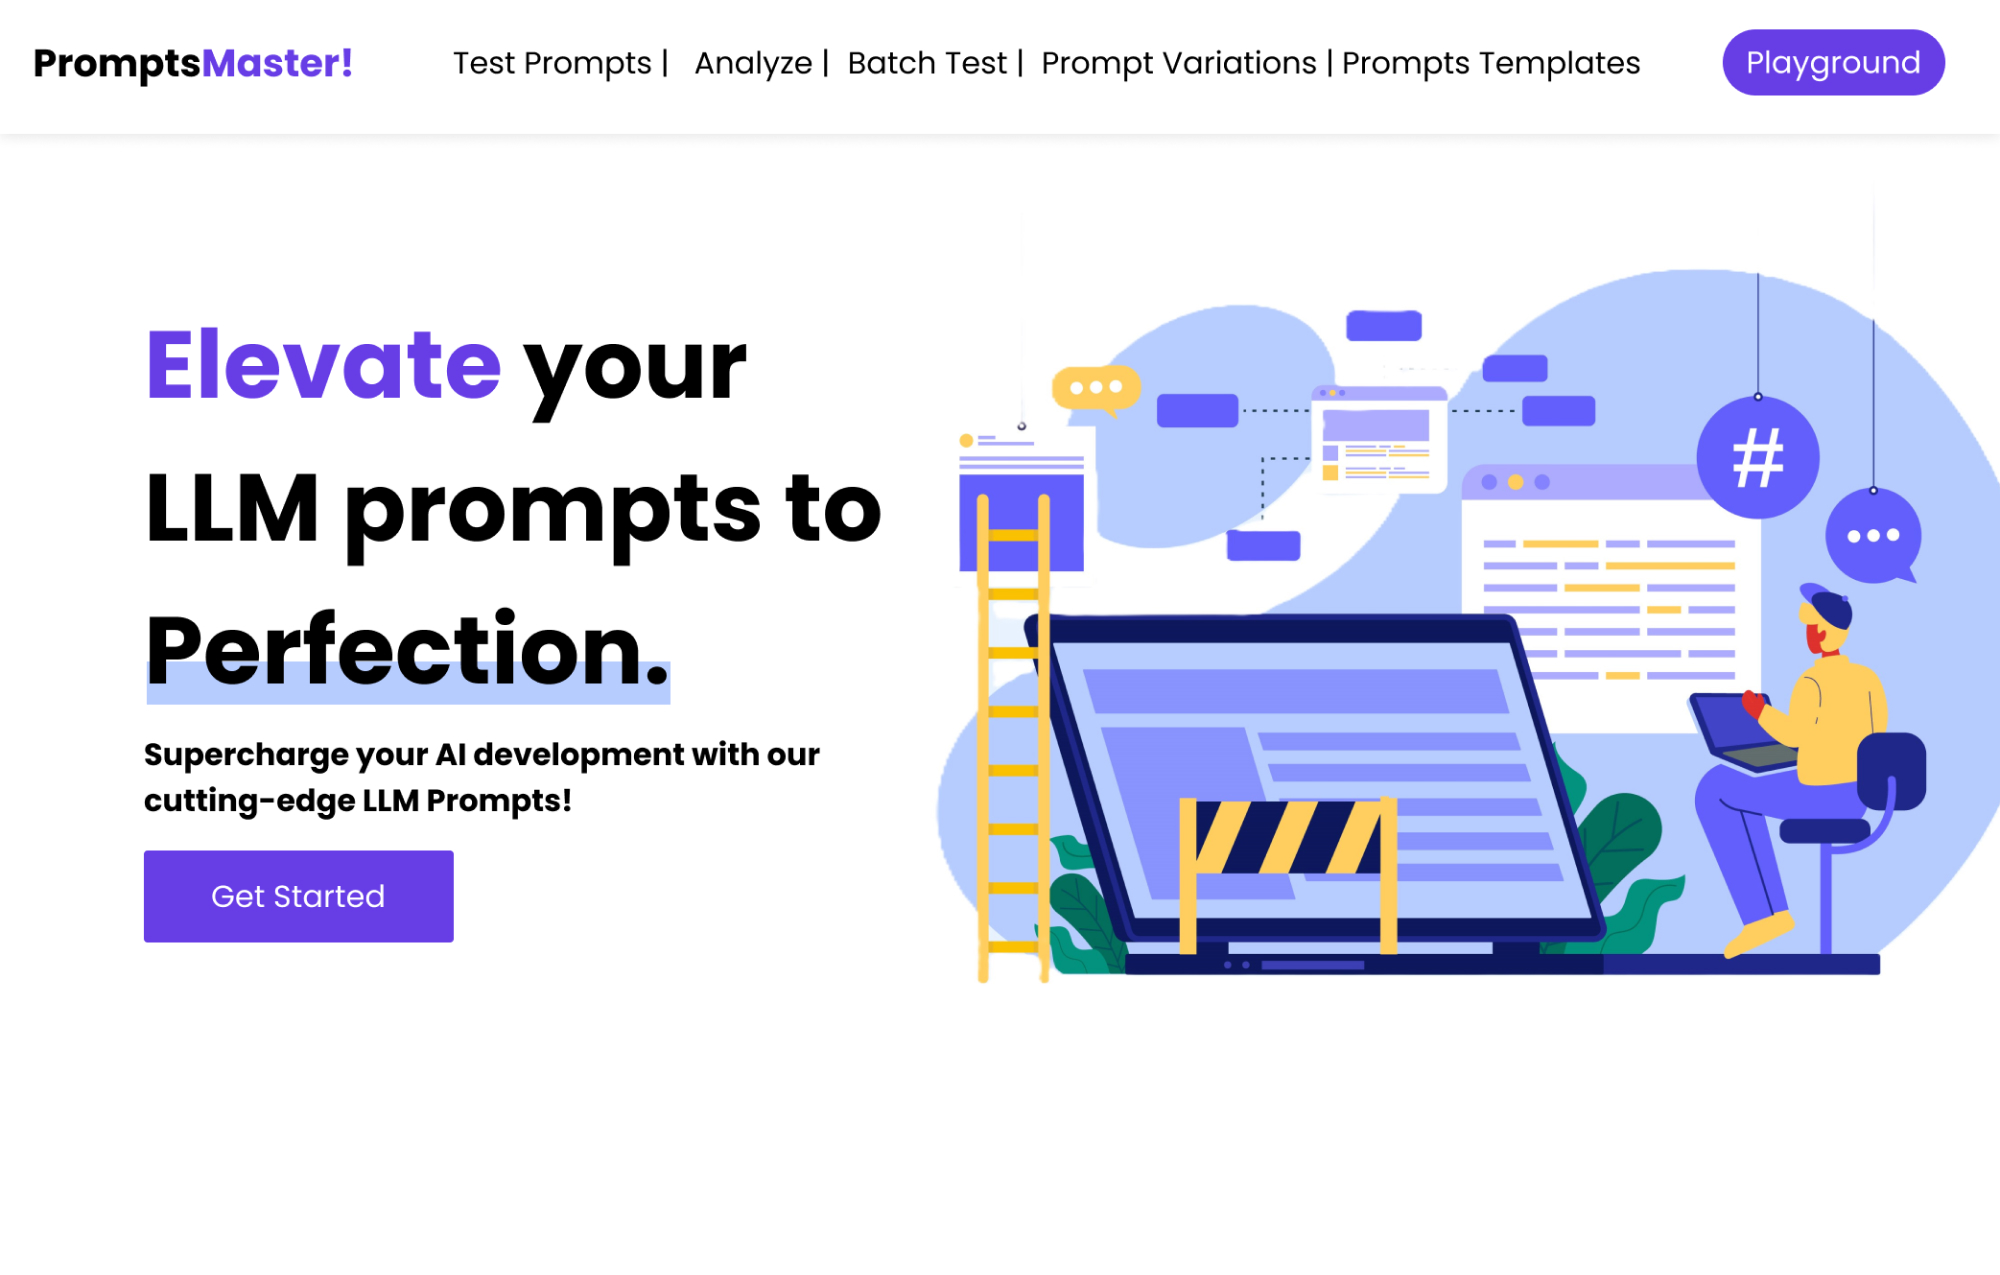 PromptsMaster!
Test Prompts | Analyze | Batch Test | Prompt Variations | Prompts Templates
Playground
Elevate your
LLM prompts to
Perfection.
Supercharge your AI development with our
cutting-edge LLM Prompts!
Get Started
#